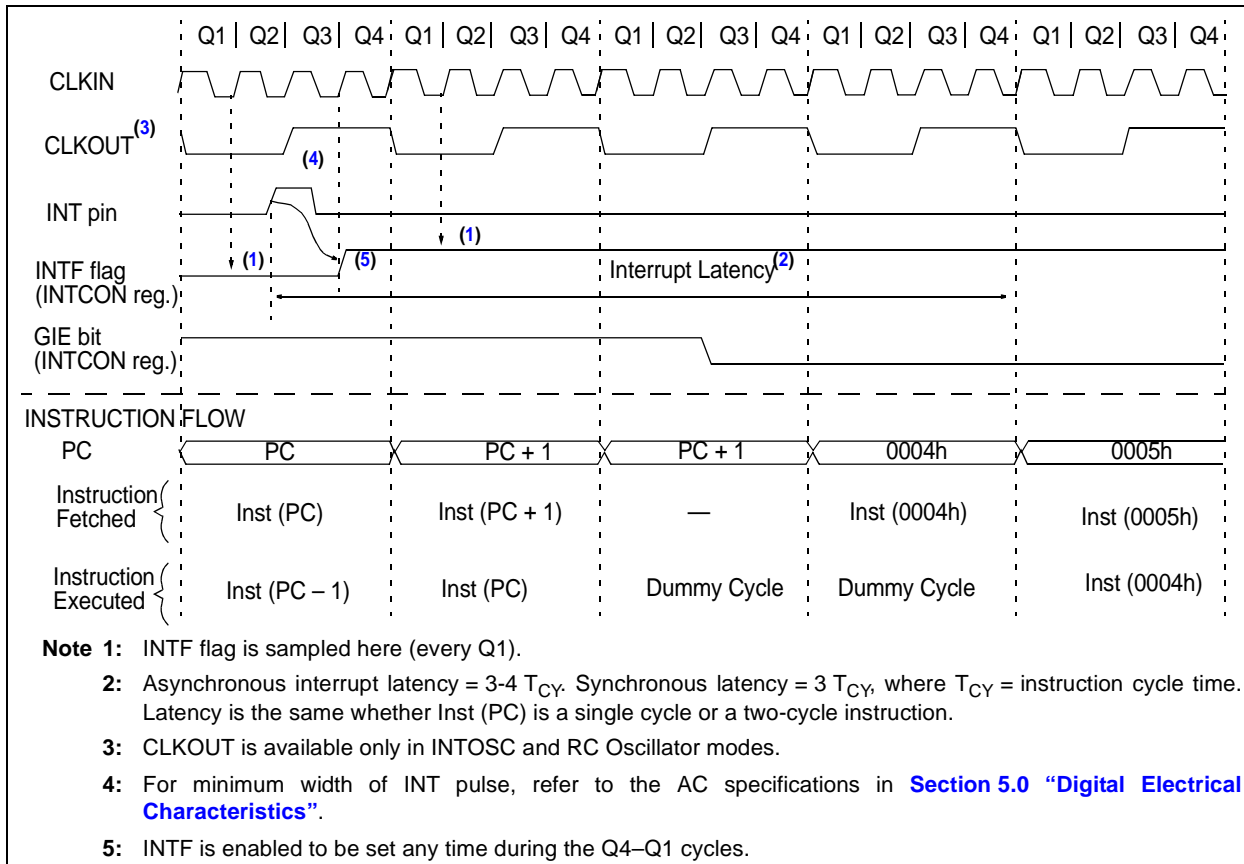 Q1 | Q2 | Q3 | Q4 Q1 | Q2 | Q3 | Q4 Q1 | Q2 | Q3 | Q4 Q1 | Q2 | Q3 | Q4 Q1 | Q2 | Q3 | Q4
CLKIN
CLKOUT(3)
(4)
INT pin
(1)
(1) (5)
INTF flag
(INTCON reg.)
Interrupt Latency(2)
GIE bit
(INTCON reg.)
INSTRUCTION FLOW
PC PC PC + 1 PC + 1 0004h 0005h
Instruction
Fetched
Inst (PC) Inst (PC + 1) — Inst (0004h) Inst (0005h)
Instruction
Executed
Inst (PC – 1) Inst (PC) Dummy Cycle Dummy Cycle Inst (0004h)
Note 1: INTF flag is sampled here (every Q1).
2: Asynchronous interrupt latency = 3-4 TCY. Synchronous latency = 3 TCY, where TCY = instruction cycle time.
Latency is the same whether Inst (PC) is a single cycle or a two-cycle instruction.
3: CLKOUT is available only in INTOSC and RC Oscillator modes.
4: For minimum width of INT pulse, refer to the AC specifications in Section 5.0 “Digital Electrical
Characteristics”.
5: INTF is enabled to be set any time during the Q4–Q1 cycles.